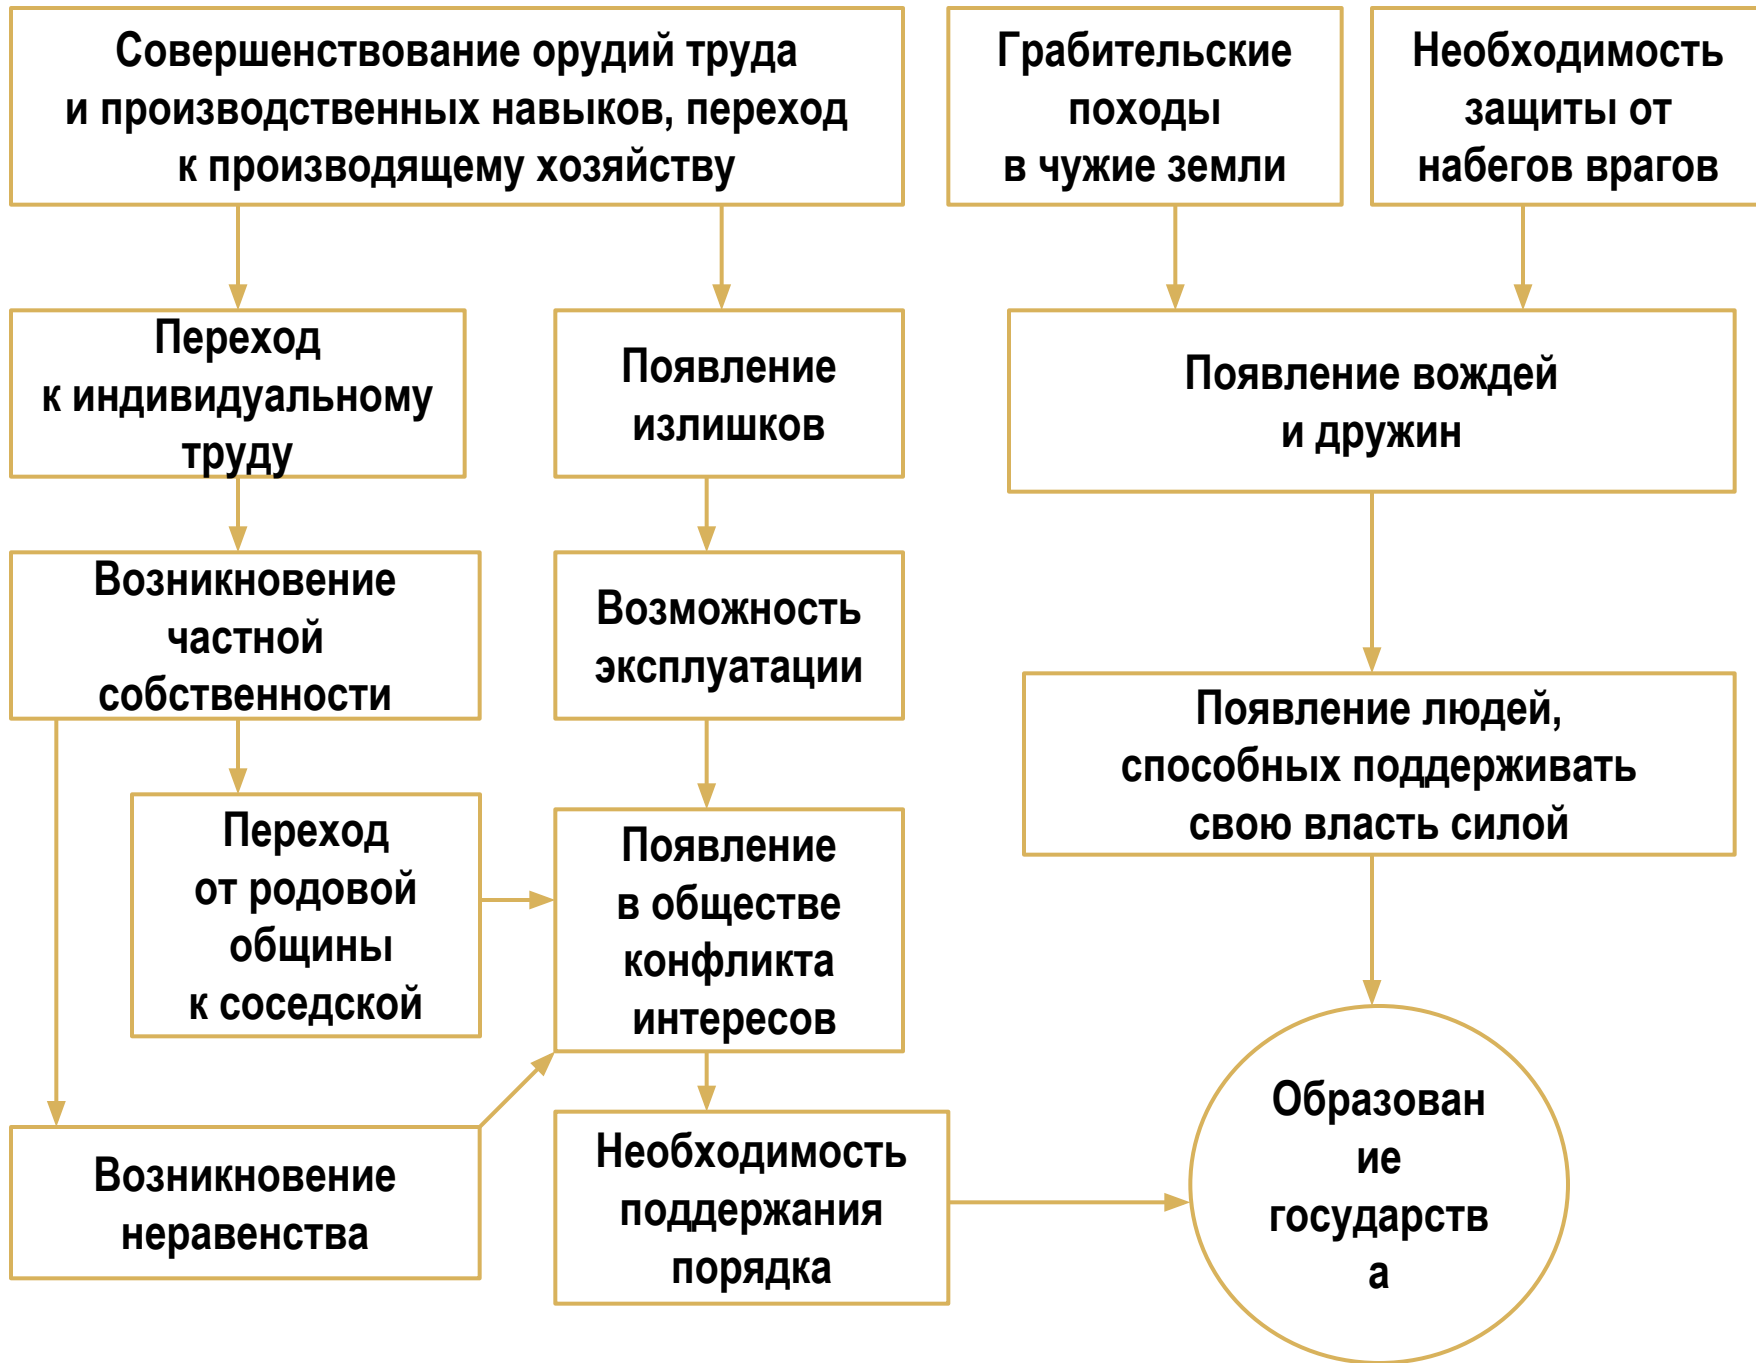 Совершенствование орудий труда
и производственных навыков, переход
к производящему хозяйству
Грабительские
походы
в чужие земли
Необходимость
защиты от
набегов врагов
Переход
к индивидуальному
труду
Появление
излишков
Появление вождей
и дружин
Возникновение
частной
собственности
Возможность
эксплуатации
Появление людей,
способных поддерживать
свою власть силой
Переход
от родовой
общины
к соседской
Появление
в обществе
конфликта
интересов
Возникновение
неравенства
Необходимость
поддержания
порядка
Образован
ие
государств
а